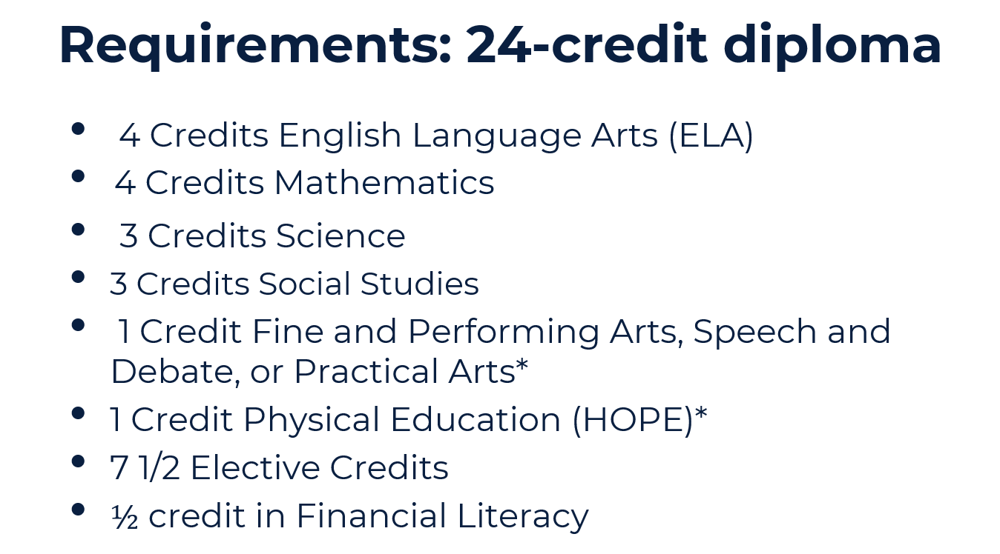 Requirements: 24-credit diploma
• 4 Credits English Language Arts (ELA)
• 4 Credits Mathematics
• 3 Credits Science
• 3 Credits Social Studies
• 1 Credit Fine and Performing Arts, Speech and
Debate, or Practical Arts*
• 1 Credit Physical Education (HOPE)*
• 7 1/2 Elective Credits
• ½ credit in Financial Literacy